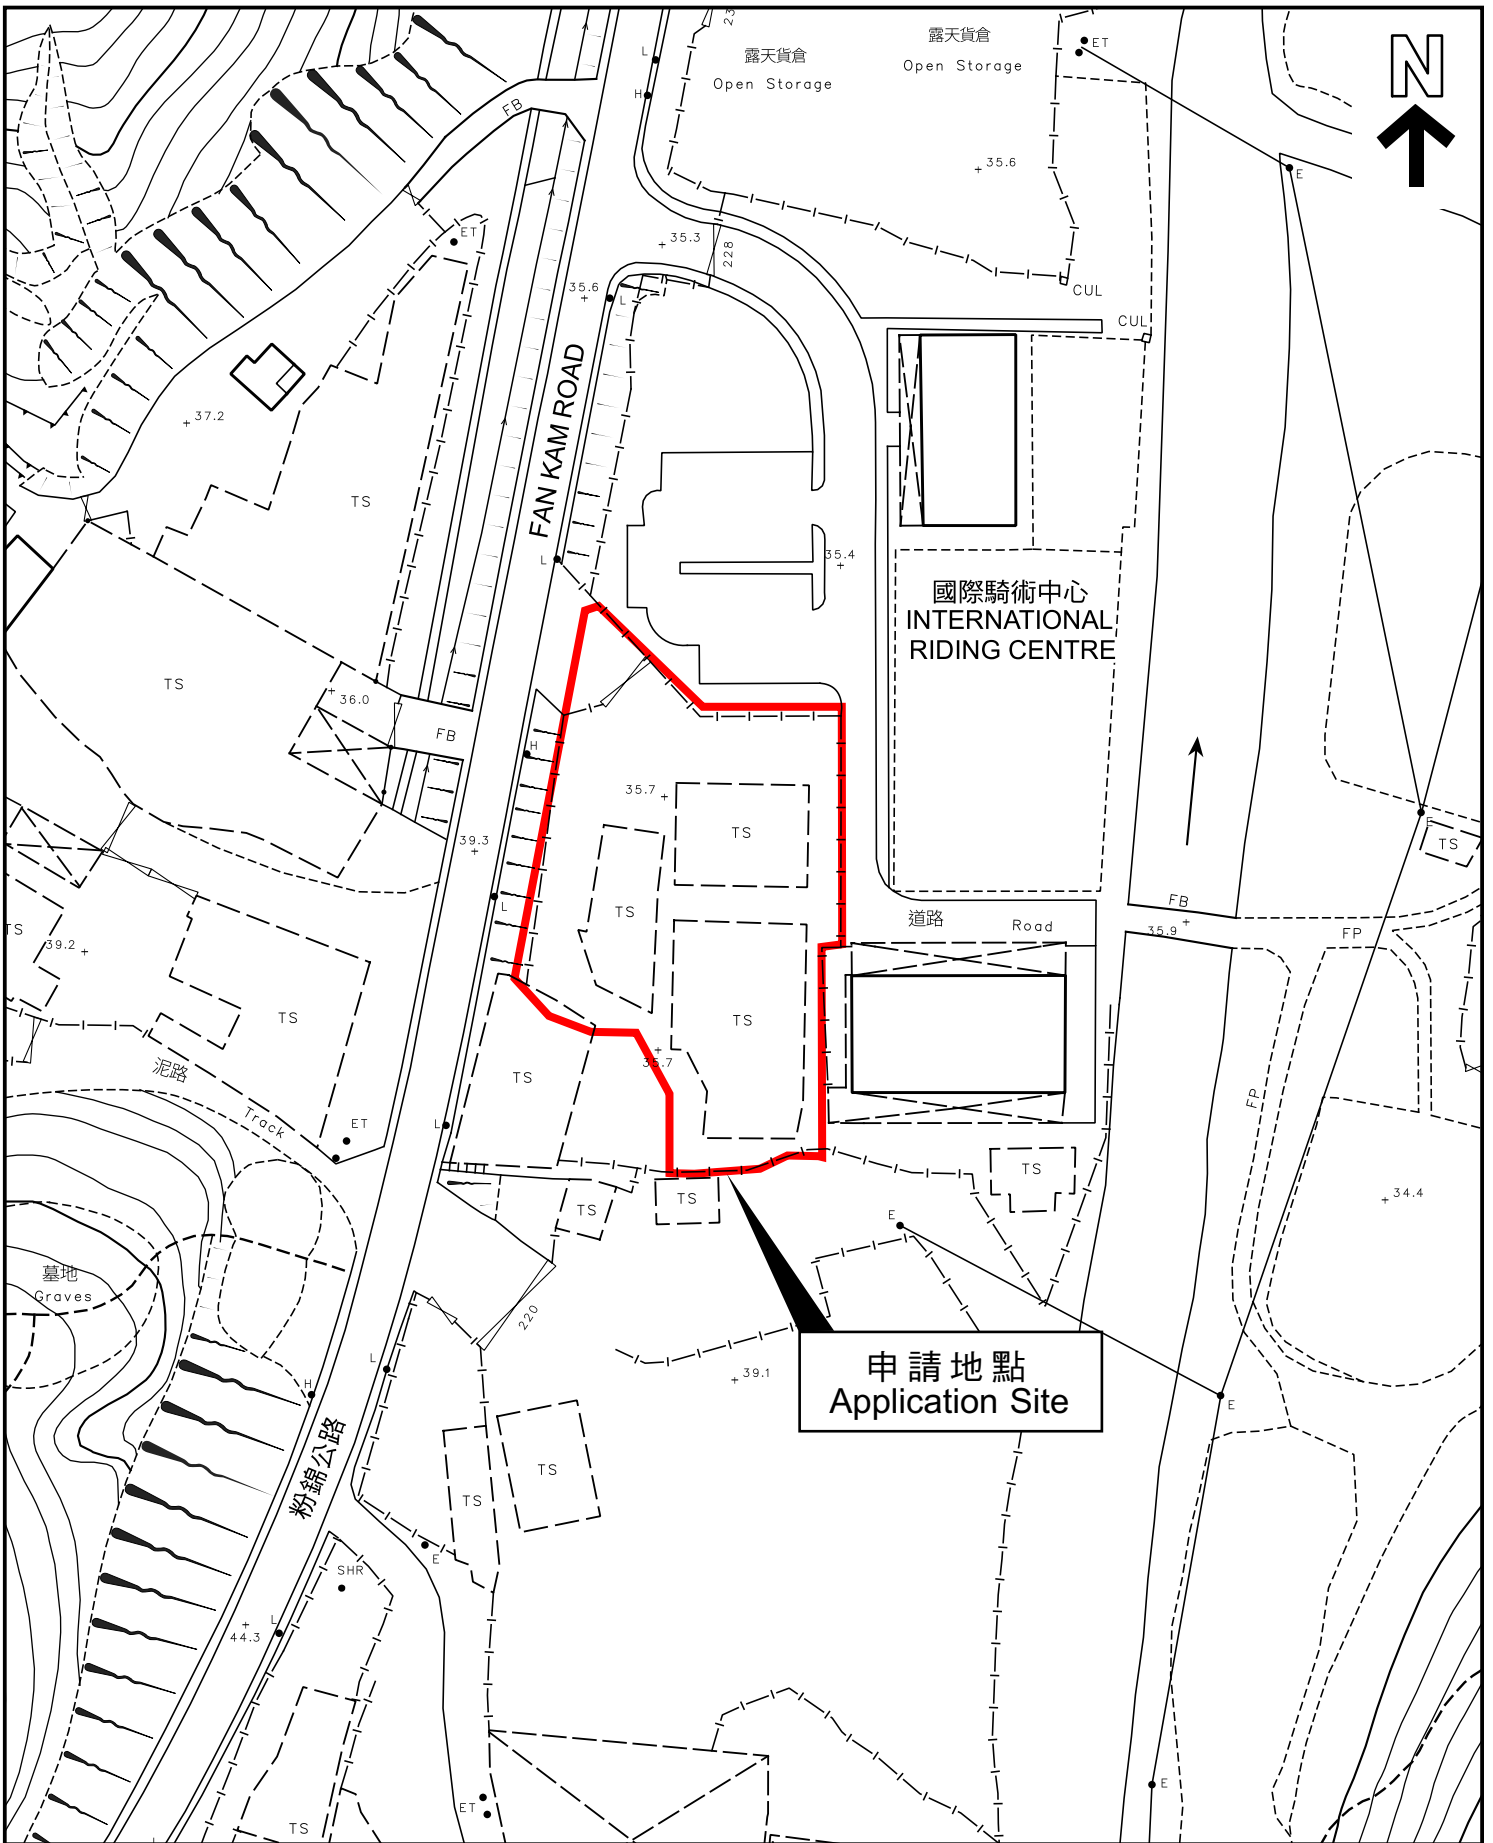 露天貨倉
Open Storage
露天貨倉
Open Storage
N
ET
L
H
FB
35.6
E
ET
35.3
228
35.6
L
CUL
CUL
FAN KAM ROAD
37.2
TS
L
35.4
國際騎術中心
INTERNATIONAL
RIDING CENTRE
TS
36.0
FB
H
35.7
TS
39.3
E
TS
L
TS
道路
Road
FB
35.9
FP
TS
39.2
TS
TS
35.7
TS
泥路
Track
ET
L
FP
TS
34.4
TS
TS
E
墓地
Graves
220
申請地點
Application Site
39.1
L
H
E
粉錦公路
TS
TS
E
SHR
L
44.3
E
ET
TS